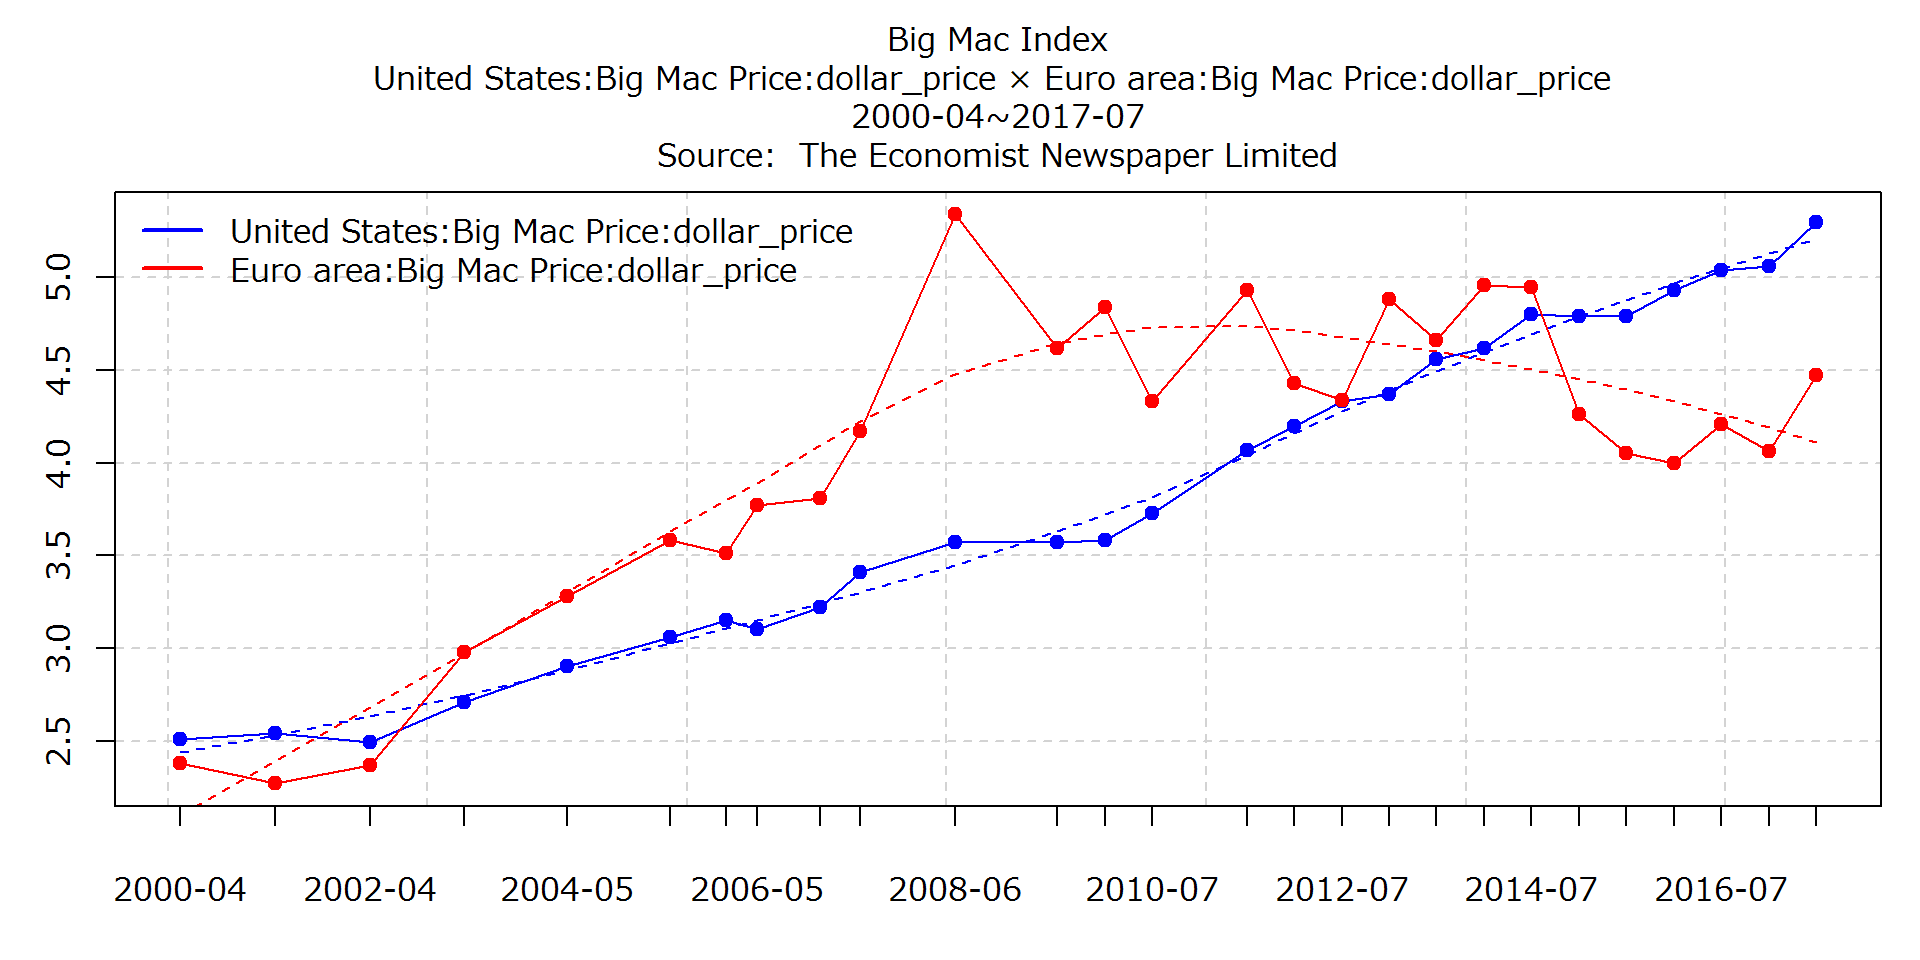 Big Mac Index
United States:Big Mac Price:dollar_price × Euro area:Big Mac Price:dollar_price
2000-04~2017-07
Source:  The Economist Newspaper Limited
United States:Big Mac Price:dollar_price
Euro area:Big Mac Price:dollar_price
5.0
4.5
4.0
3.5
3.0
2.5
2000-04 2002-04 2004-05 2006-05 2008-06 2010-07 2012-07 2014-07 2016-07